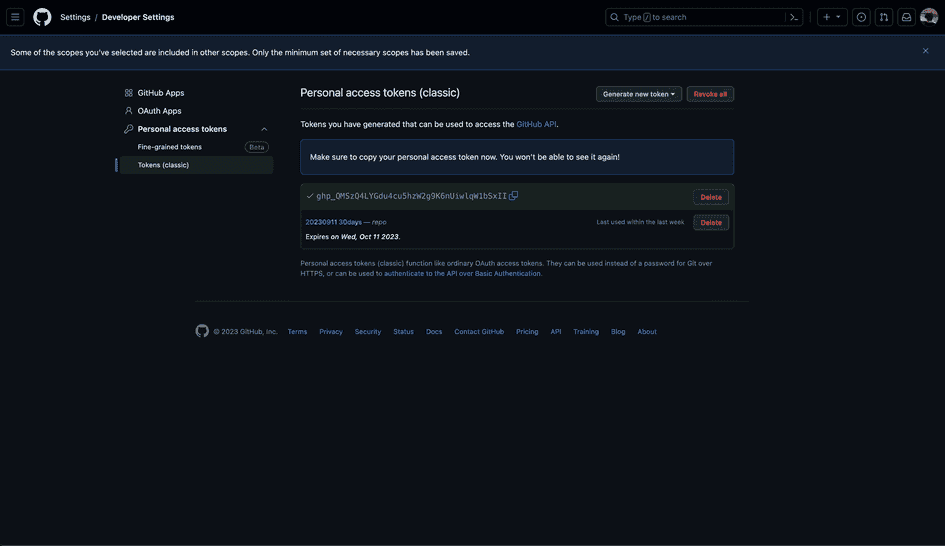 Settings / Developer Settings
Type / to search
Some of the scopes you've selected are included in other scopes. Only the minimum set of necessary scopes has been saved.
GitHub Apps
OAuth Apps
Personal access tokens
Fine-grained tokens Beta
Tokens (classic)
Personal access tokens (classic)
Generate new token
Revoke all
Tokens you have generated that can be used to access the GitHub API.
Make sure to copy your personal access token now. You won't be able to see it again!
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
Delete
20230911 30days — repo
Last used within the last week
Delete
Expires on Wed, Oct 11 2023.
Personal access tokens (classic) function like ordinary OAuth access tokens. They can be used instead of a password for Git over
HTTPS, or can be used to authenticate to the API over Basic Authentication.
© 2023 GitHub, Inc. Terms Privacy Security Status Docs Contact GitHub Pricing API Training Blog About